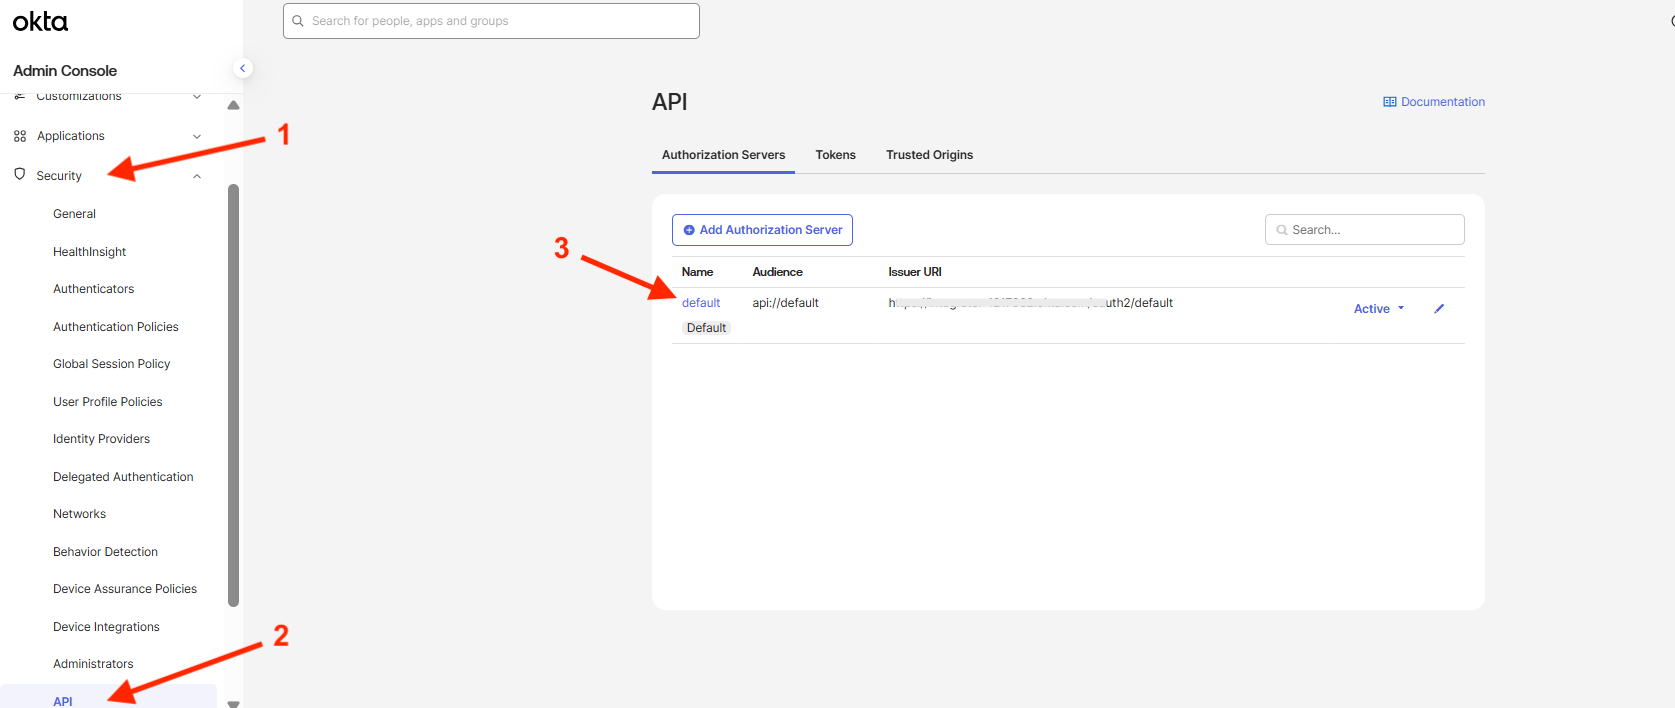 okta
Search for people, apps and groups
Admin Console
Customizations
Applications
1
Security
General
HealthInsight
Authenticators
Authentication Policies
Global Session Policy
User Profile Policies
Identity Providers
Delegated Authentication
Networks
Behavior Detection
Device Assurance Policies
Device Integrations
2
Administrators
API
API
Documentation
Authorization Servers Tokens Trusted Origins
Add Authorization Server
Search...
3
Name Audience Issuer URI
default api://default uth2/default
Active
Default